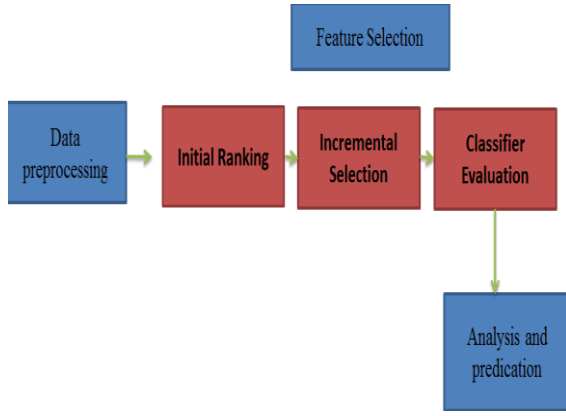 Feature Selection
Data
preprocessing
Initial Ranking
Incremental
Selection
Classifier
Evaluation
Analysis and
predication